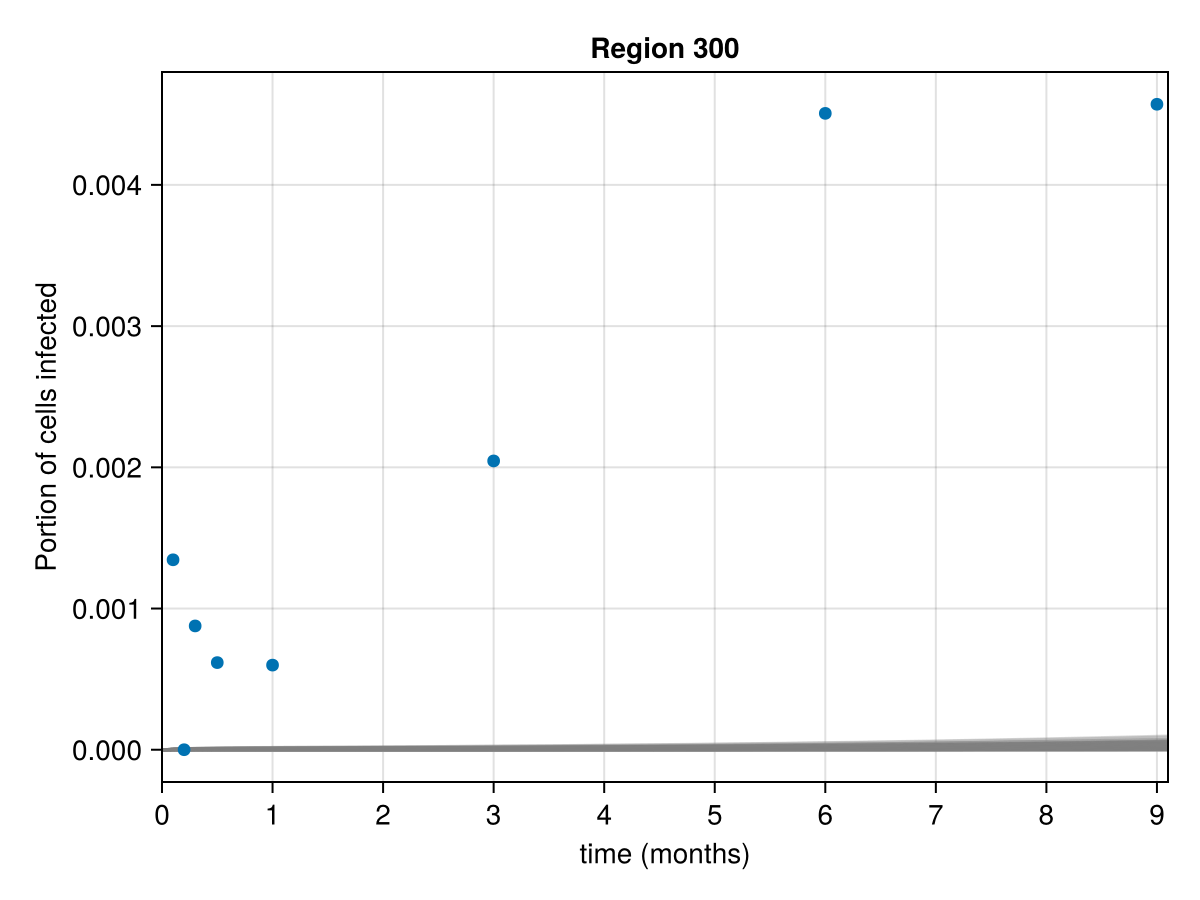 Region 300
Portion of cells infected
0.004
0.003
0.002
0.001
0.000
0 1 2 3 4 5 6 7 8 9
time (months)